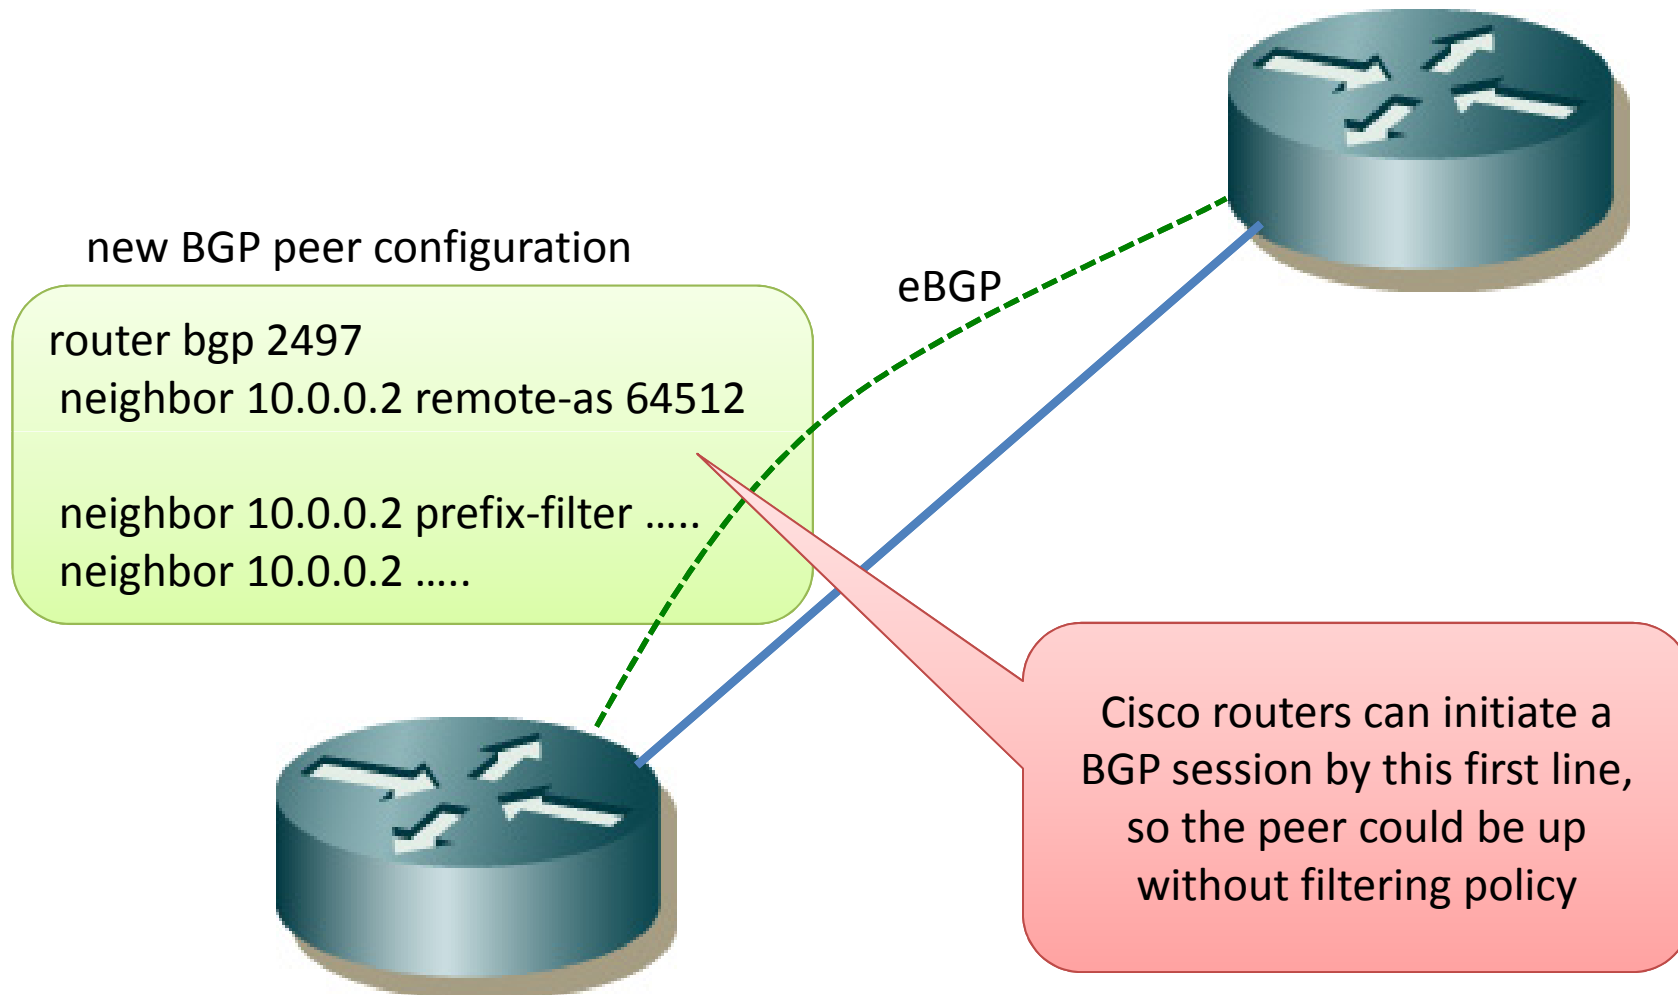 new BGP peer configuration
router bgp 2497
neighbor 10.0.0.2 remote-as 64512
neighbor 10.0.0.2 prefix-filter .....
neighbor 10.0.0.2 .....
eBGP
Cisco routers can initiate a
BGP session by this first line,
so the peer could be up
without filtering policy